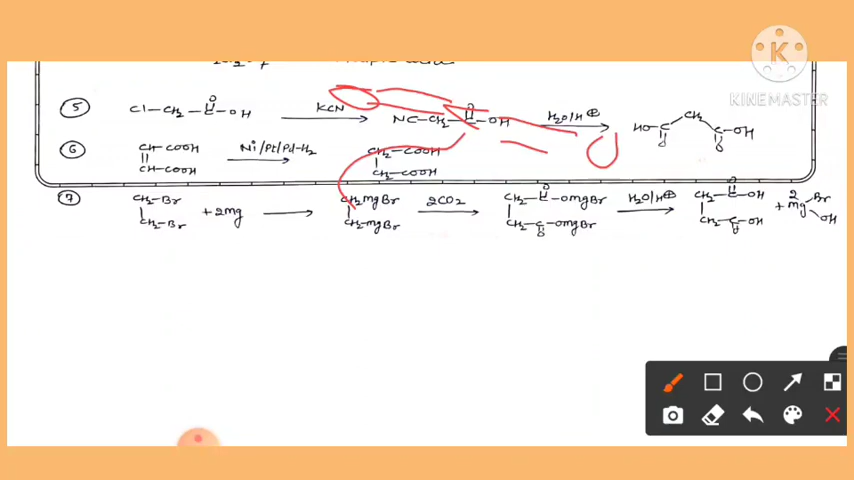 K
KINEMASTER
⑤ Cl-CH2-C(=O)-OH —KCN→ NC-CH2-C(=O)-OH —H2O/H⊕→ HO-C(=O)-CH2-C(=O)-OH
⑥ CH-COOH || CH-COOH —Ni/Pt/Pd-H2→ CH2-COOH | CH2-COOH
⑦ CH2-Br | CH2-Br + 2mg → CH2mgBr | CH2mgBr —2CO2→ CH2-C(=O)-OmgBr | CH2-C(=O)-OmgBr —H2O/H⊕→ CH2-C(=O)-OH | CH2-C(=O)-OH + 2mg Br OH